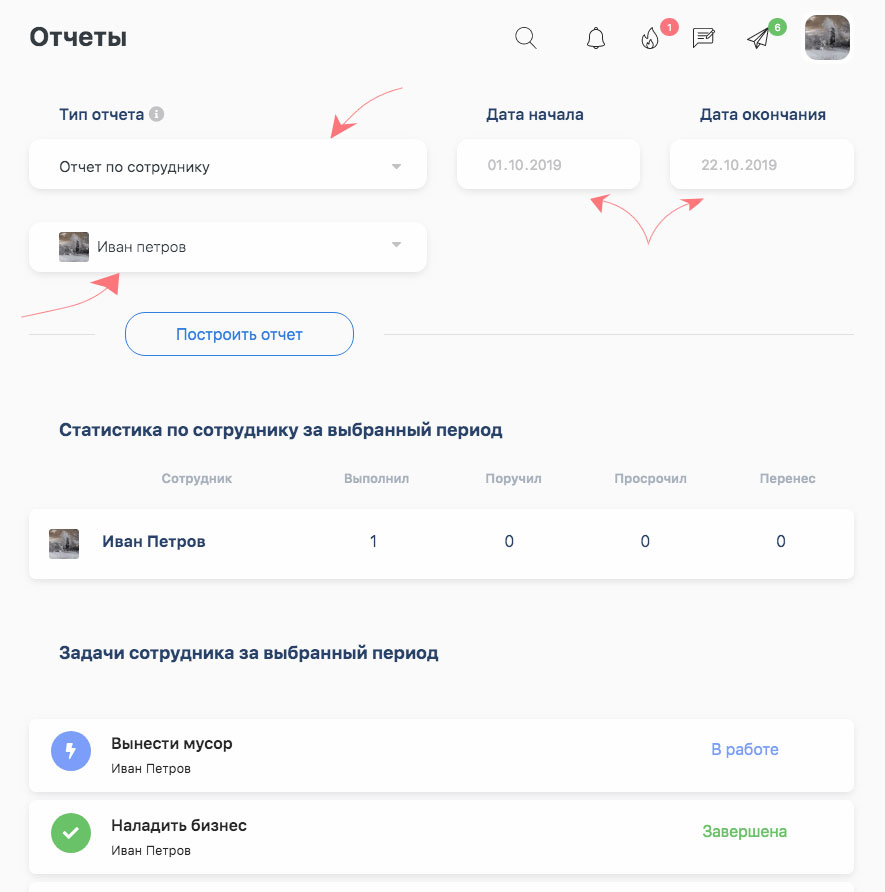 Отчеты
1
6
Тип отчета
Дата начала
Дата окончания
Отчет по сотруднику
01.10.2019
22.10.2019
Иван петров
Построить отчет
Статистика по сотруднику за выбранный период
Сотрудник Выполнил Поручил Просрочил Перенес
Иван Петров 1 0 0 0
Задачи сотрудника за выбранный период
Вынести мусор
Иван Петров
В работе
Наладить бизнес
Иван Петров
Завершена